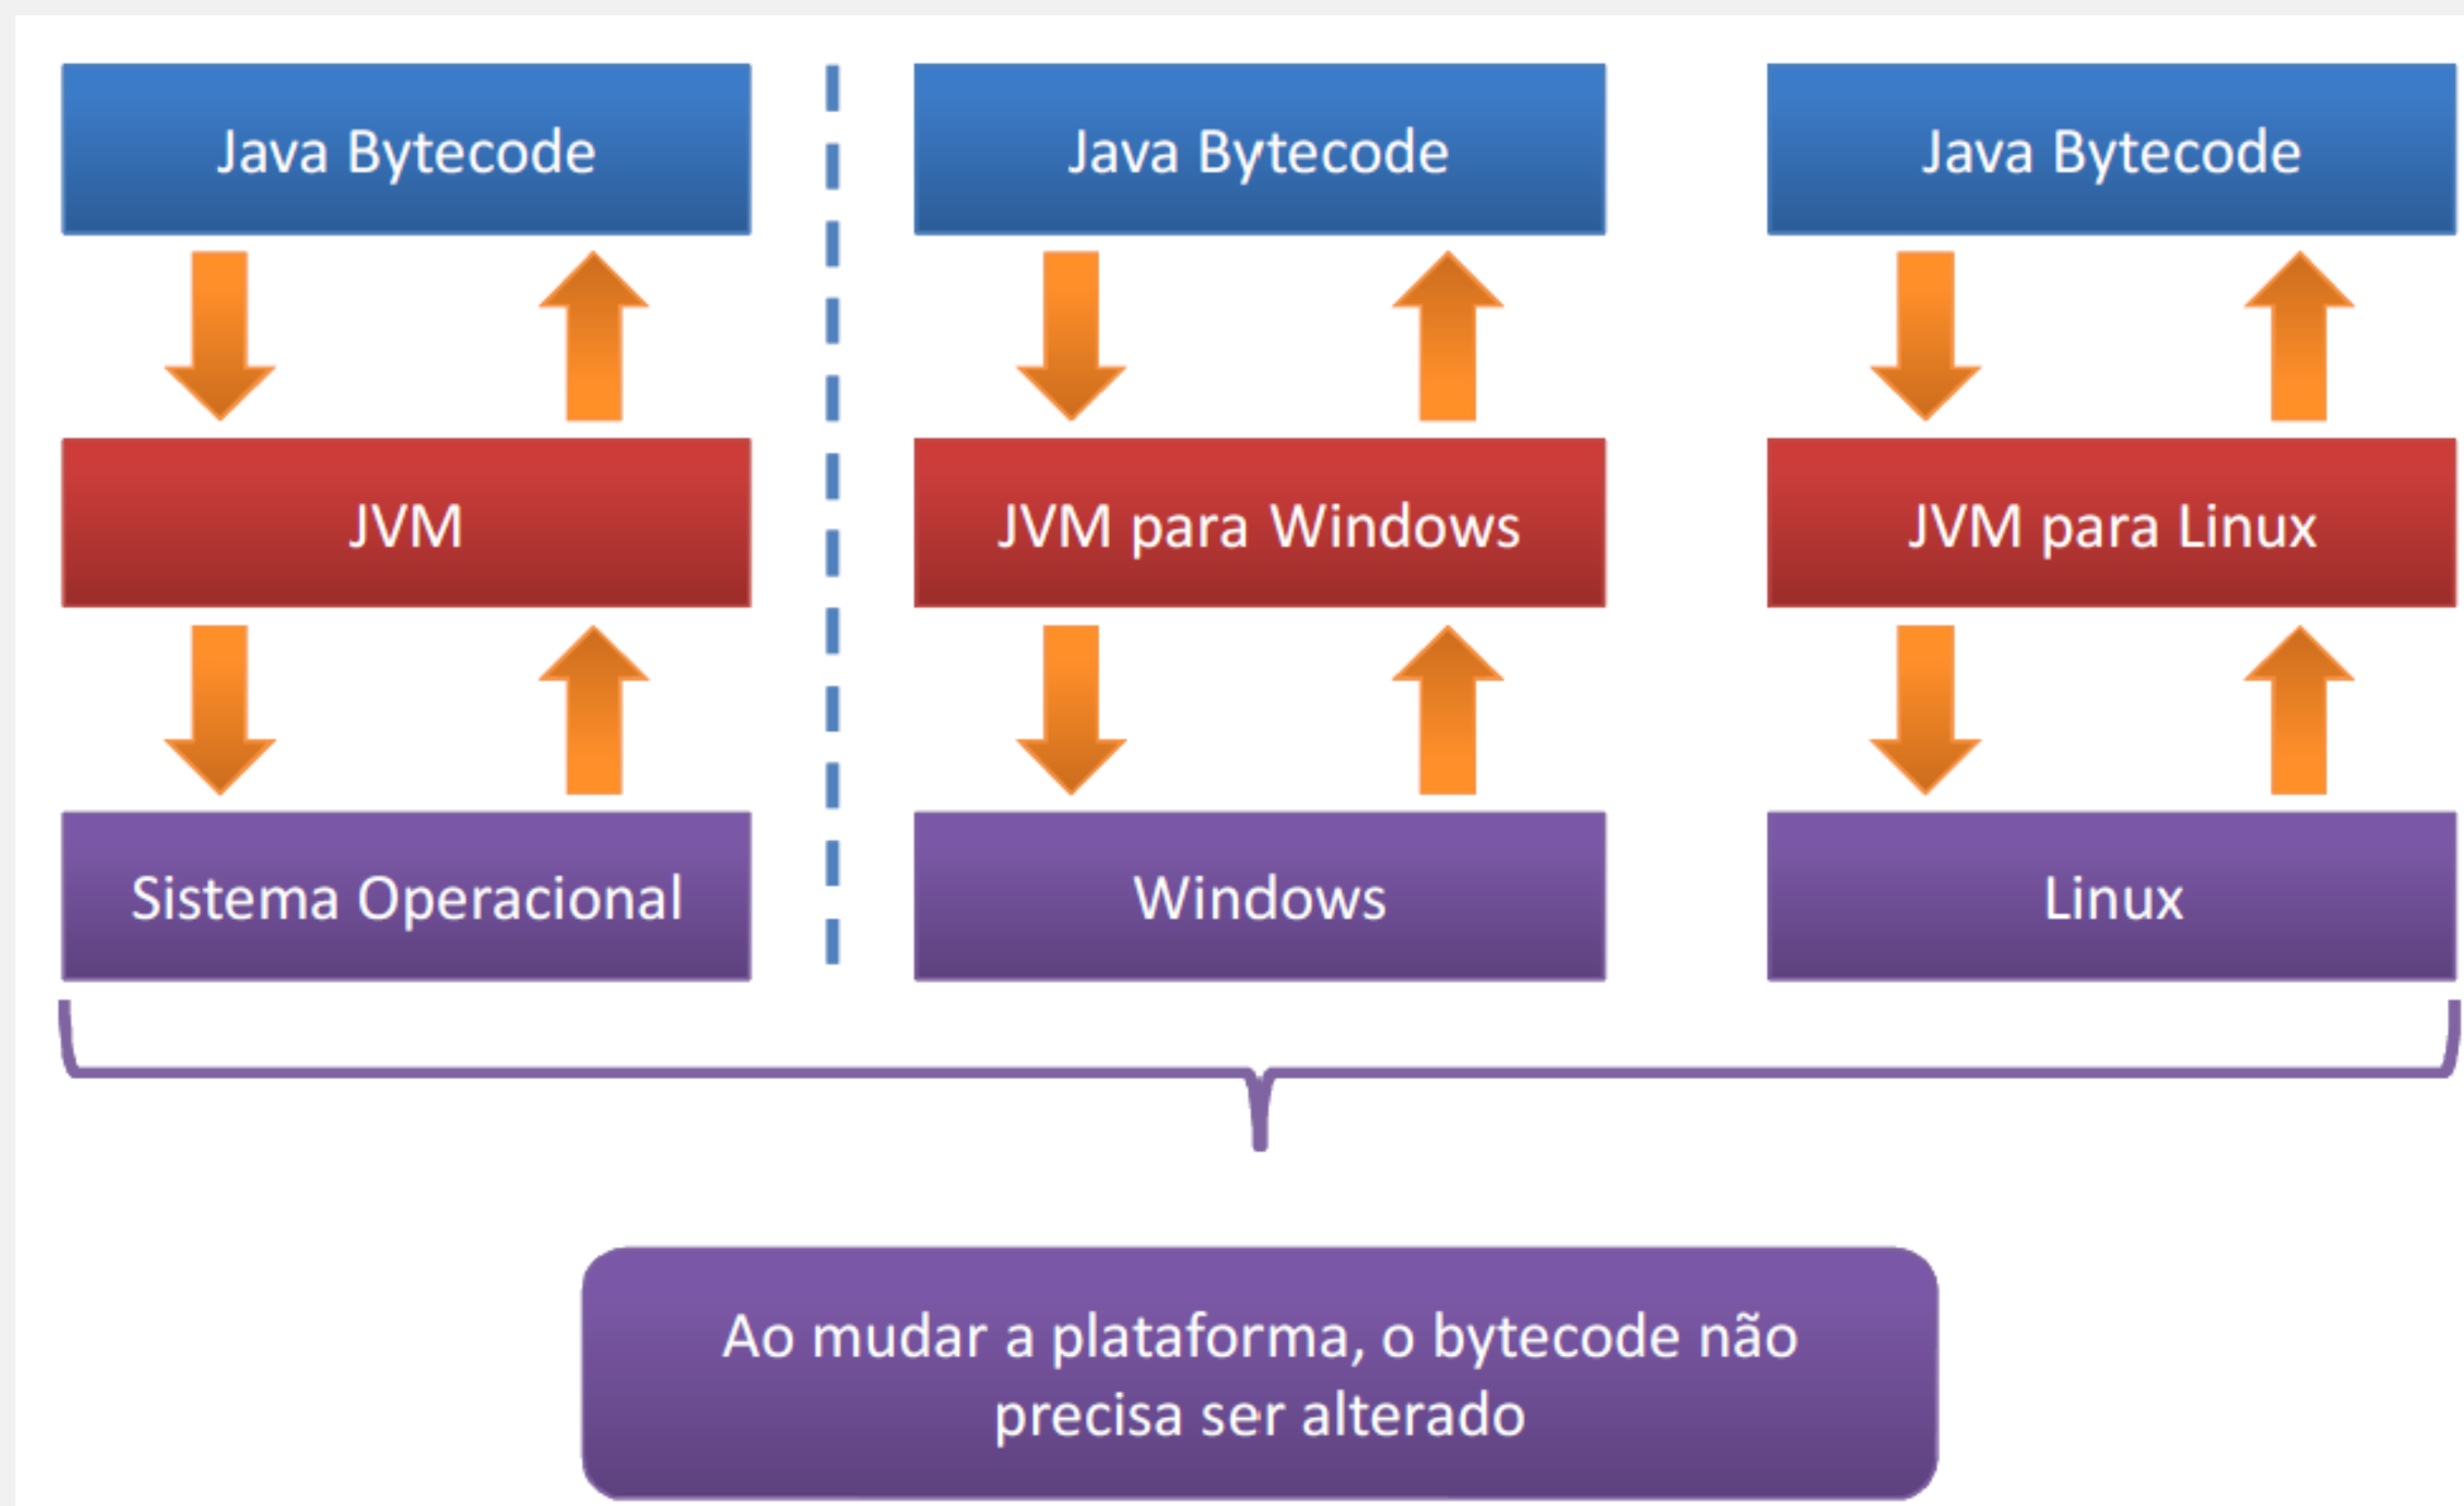 Java Bytecode
Java Bytecode
Java Bytecode
JVM
JVM para Windows
JVM para Linux
Sistema Operacional
Windows
Linux
Ao mudar a plataforma, o bytecode não
precisa ser alterado